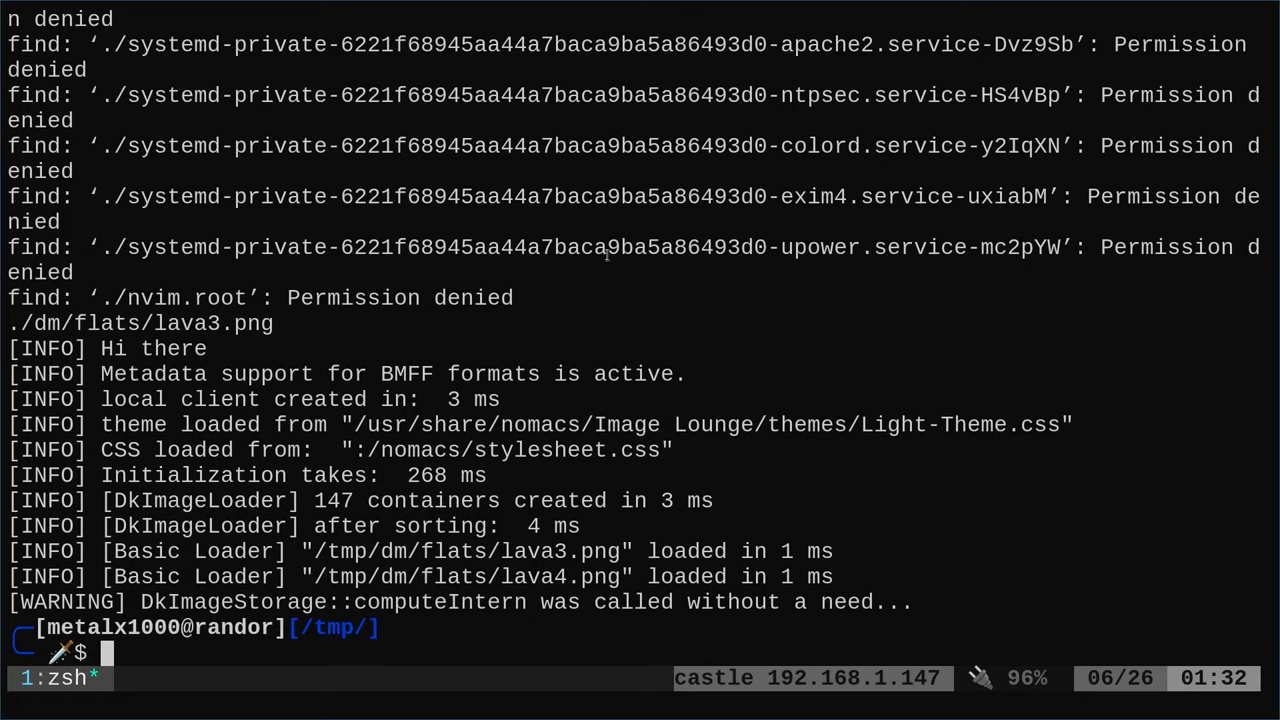 n denied
find: ‘./systemd-private-6221f68945aa44a7baca9ba5a86493d0-apache2.service-Dvz9Sb’: Permission
denied
find: ‘./systemd-private-6221f68945aa44a7baca9ba5a86493d0-ntpsec.service-HS4vBp’: Permission d
enied
find: ‘./systemd-private-6221f68945aa44a7baca9ba5a86493d0-colord.service-y2IqXN’: Permission d
enied
find: ‘./systemd-private-6221f68945aa44a7baca9ba5a86493d0-exim4.service-uxiabM’: Permission de
nied
find: ‘./systemd-private-6221f68945aa44a7baca9ba5a86493d0-upower.service-mc2pYW’: Permission d
enied
find: ‘./nvim.root’: Permission denied
./dm/flats/lava3.png
[INFO] Hi there
[INFO] Metadata support for BMFF formats is active.
[INFO] local client created in:  3 ms
[INFO] theme loaded from "/usr/share/nomacs/Image Lounge/themes/Light-Theme.css"
[INFO] CSS loaded from:  ":/nomacs/stylesheet.css"
[INFO] Initialization takes:  268 ms
[INFO] [DkImageLoader] 147 containers created in 3 ms
[INFO] [DkImageLoader] after sorting:  4 ms
[INFO] [Basic Loader] "/tmp/dm/flats/lava3.png" loaded in 1 ms
[INFO] [Basic Loader] "/tmp/dm/flats/lava4.png" loaded in 1 ms
[WARNING] DkImageStorage::computeIntern was called without a need...
[metalx1000@randor][/tmp/]
🗡$
1:zsh* castle 192.168.1.147 🔌 96% 06/26 01:32